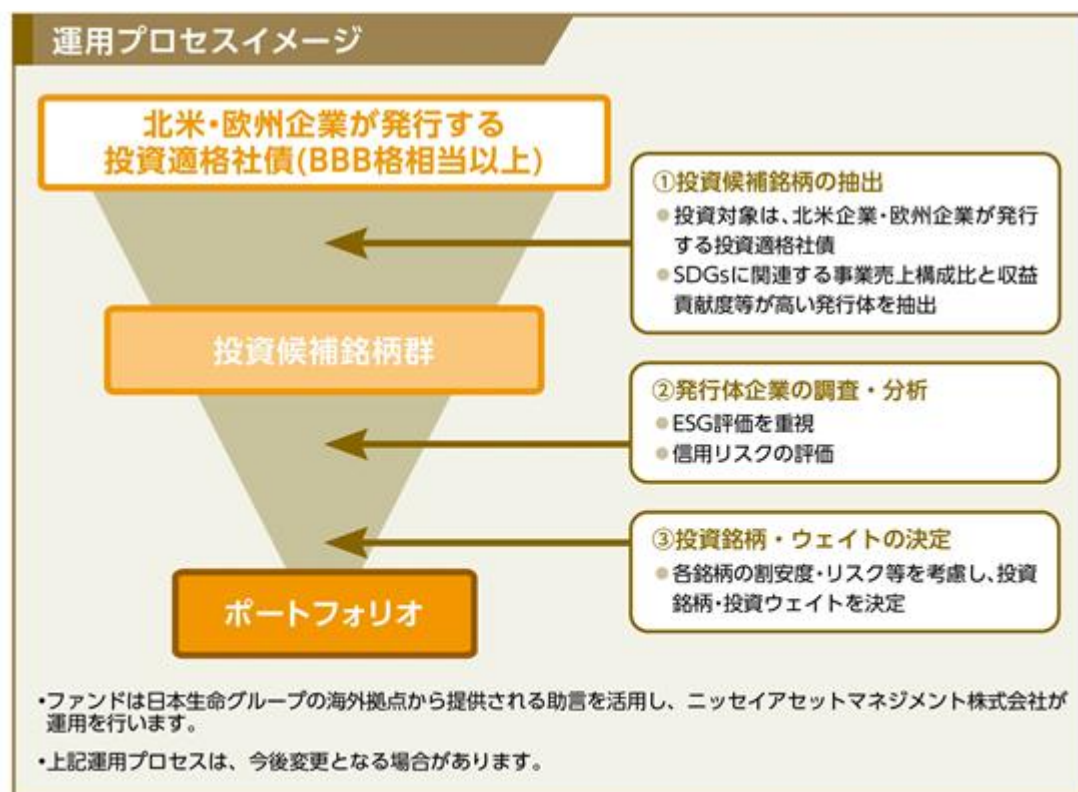 運用プロセスイメージ
北米・欧州企業が発行する
投資適格社債(BBB格相当以上)
①投資候補銘柄の抽出
●投資対象は、北米企業・欧州企業が発行
する投資適格社債
●SDGsに関連する事業売上構成比と収益
貢献度等が高い発行体を抽出
投資候補銘柄群
②発行体企業の調査・分析
●ESG評価を重視
●信用リスクの評価
③投資銘柄・ウェイトの決定
●各銘柄の割安度・リスク等を考慮し、投資
銘柄・投資ウェイトを決定
ポートフォリオ
・ファンドは日本生命グループの海外拠点から提供される助言を活用し、ニッセイアセットマネジメント株式会社が
運用を行います。
・上記運用プロセスは、今後変更となる場合があります。